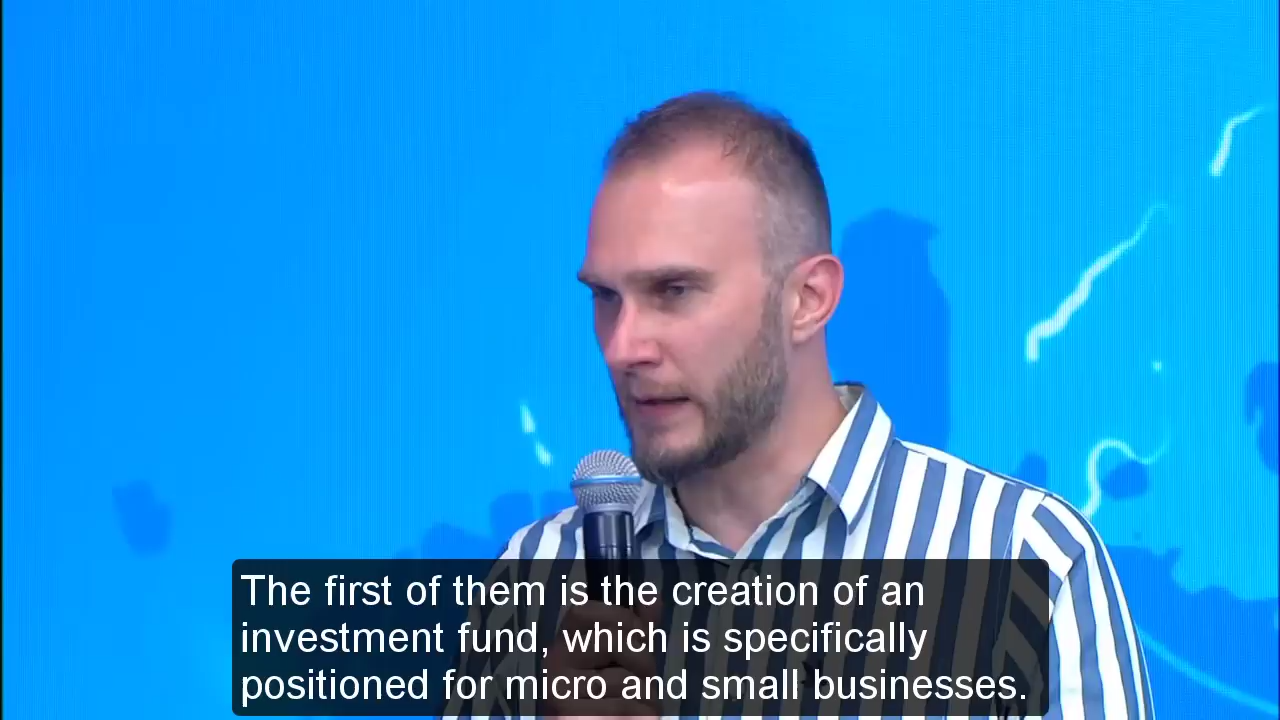 The first of them is the creation of an
investment fund, which is specifically
positioned for micro and small businesses.